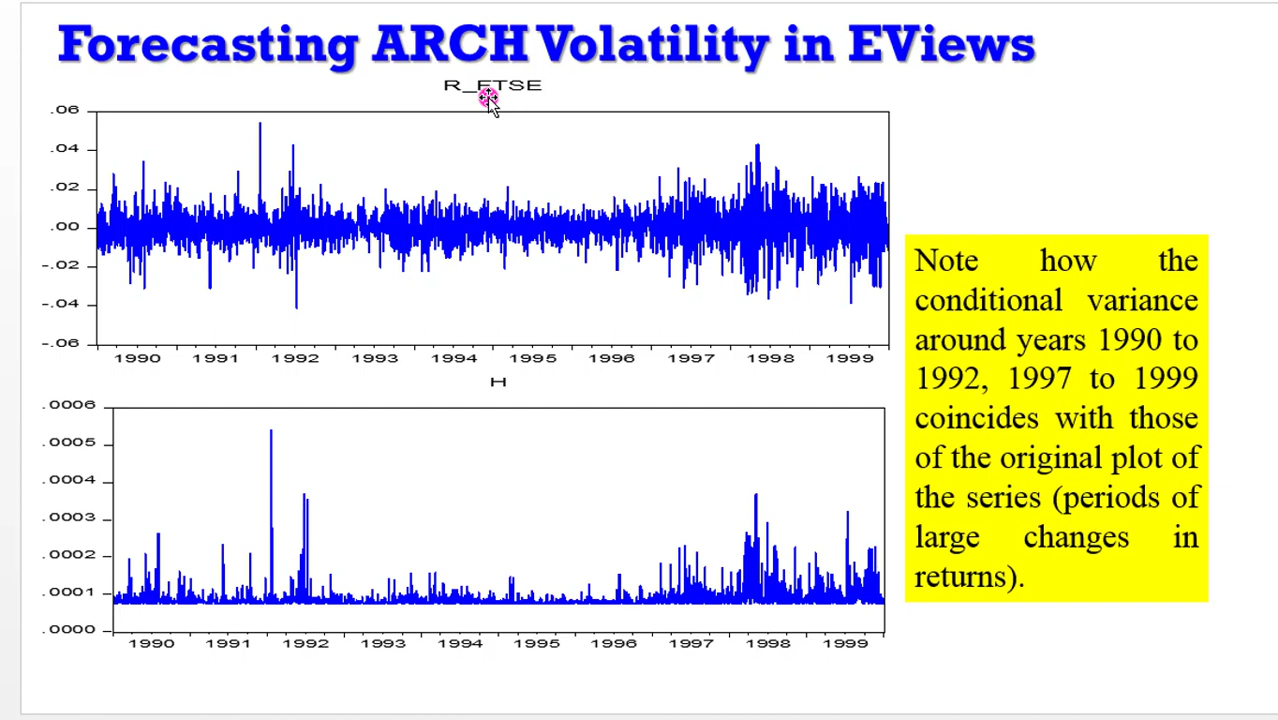 Forecasting ARCH Volatility in EViews
R_FTSE
.06
.04
.02
.00
-.02
-.04
-.06
1990 1991 1992 1993 1994 1995 1996 1997 1998 1999
H
.0006
.0005
.0004
.0003
.0002
.0001
.0000
1990 1991 1992 1993 1994 1995 1996 1997 1998 1999
Note how the
conditional variance
around years 1990 to
1992, 1997 to 1999
coincides with those
of the original plot of
the series (periods of
large changes in
returns).